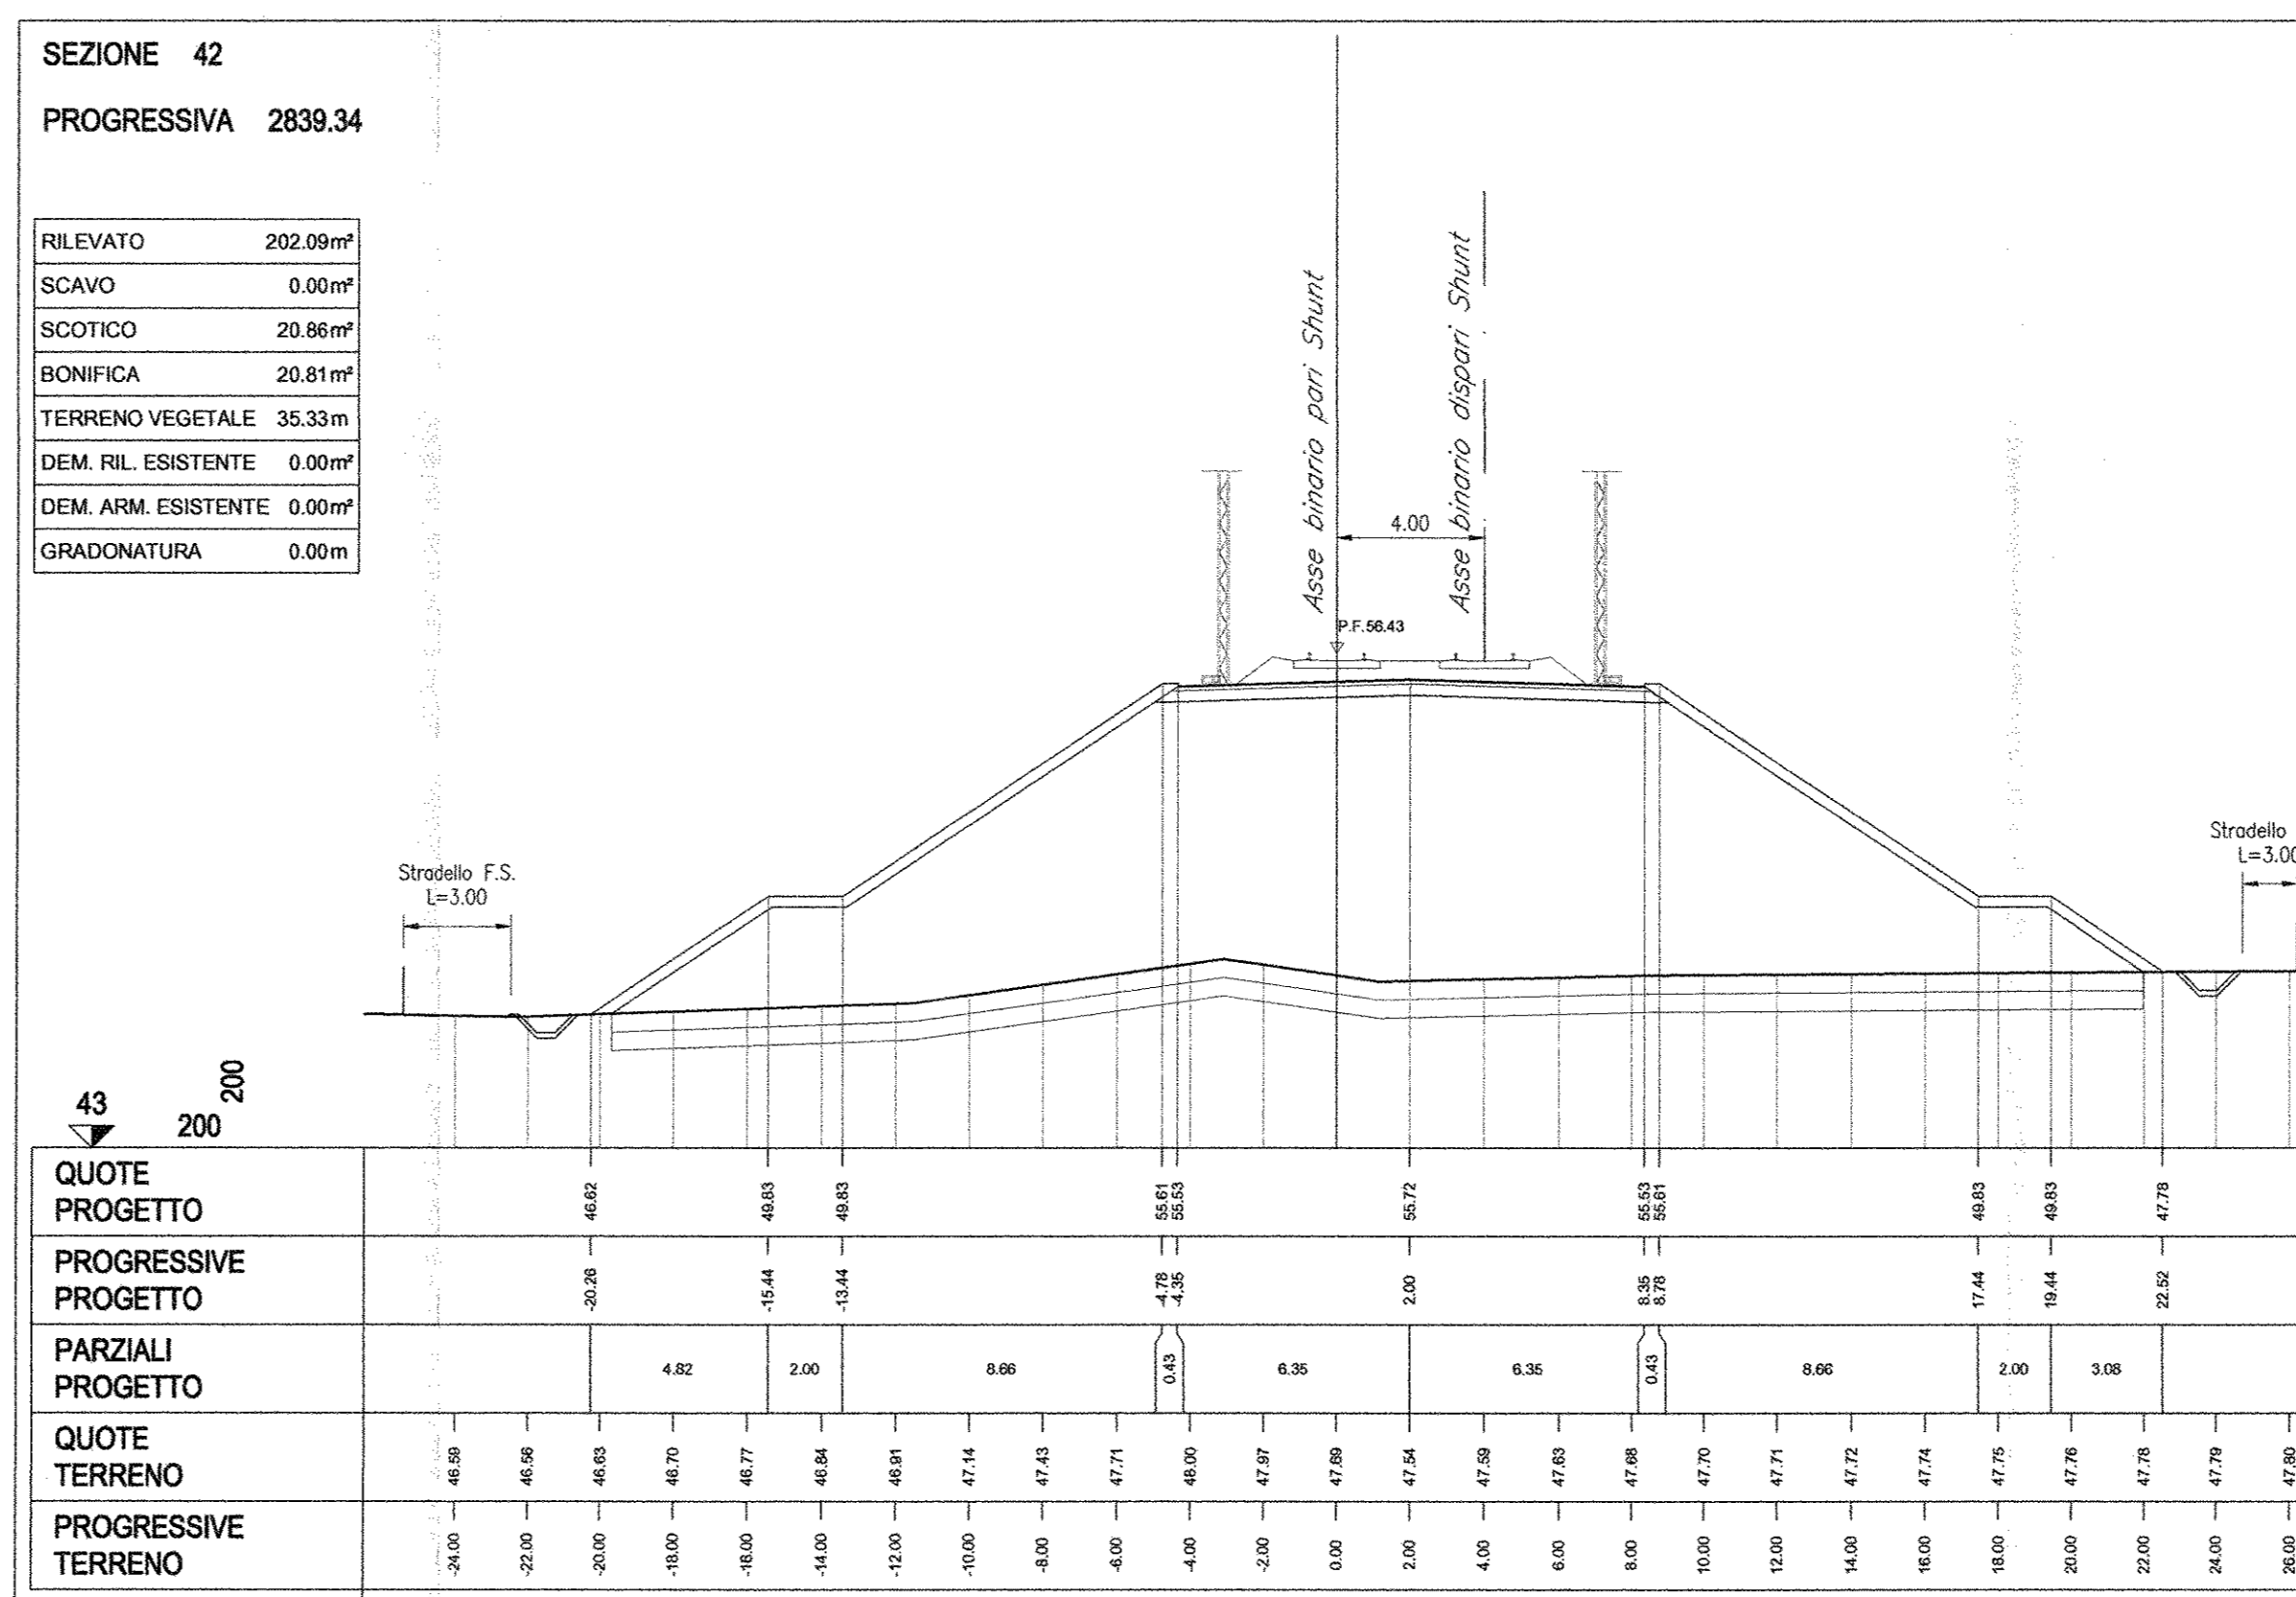 SEZIONE 42
PROGRESSIVA 2839.34
RILEVATO 202.09m²
SCAVO 0.00m²
SCOTICO 20.86m²
BONIFICA 20.81m²
TERRENO VEGETALE 35.33m
DEM. RIL. ESISTENTE 0.00m²
DEM. ARM. ESISTENTE 0.00m²
GRADONATURA 0.00m
Asse binario pari Shunt
Asse binario dispari Shunt
4.00
P.F.56.43
Stradello F.S.
L=3.00
Stradello
L=3.00
43
200
200
QUOTE PROGETTO
46.62 49.83 49.83 55.61 55.53 55.72 55.53 55.61 49.83 49.83 47.78
PROGRESSIVE PROGETTO
-20.26 -15.44 -13.44 -4.78 -4.35 2.00 8.35 8.78 17.44 19.44 22.52
PARZIALI PROGETTO
4.82 2.00 8.66 0.43 6.35 6.35 0.43 8.66 2.00 3.08
QUOTE TERRENO
46.59 46.56 46.63 46.70 46.77 46.84 46.91 47.14 47.43 47.71 48.00 47.97 47.69 47.54 47.59 47.63 47.68 47.70 47.71 47.72 47.74 47.75 47.76 47.78 47.79 47.80
PROGRESSIVE TERRENO
-24.00 -22.00 -20.00 -18.00 -16.00 -14.00 -12.00 -10.00 -8.00 -6.00 -4.00 -2.00 0.00 2.00 4.00 6.00 8.00 10.00 12.00 14.00 16.00 18.00 20.00 22.00 24.00 26.00